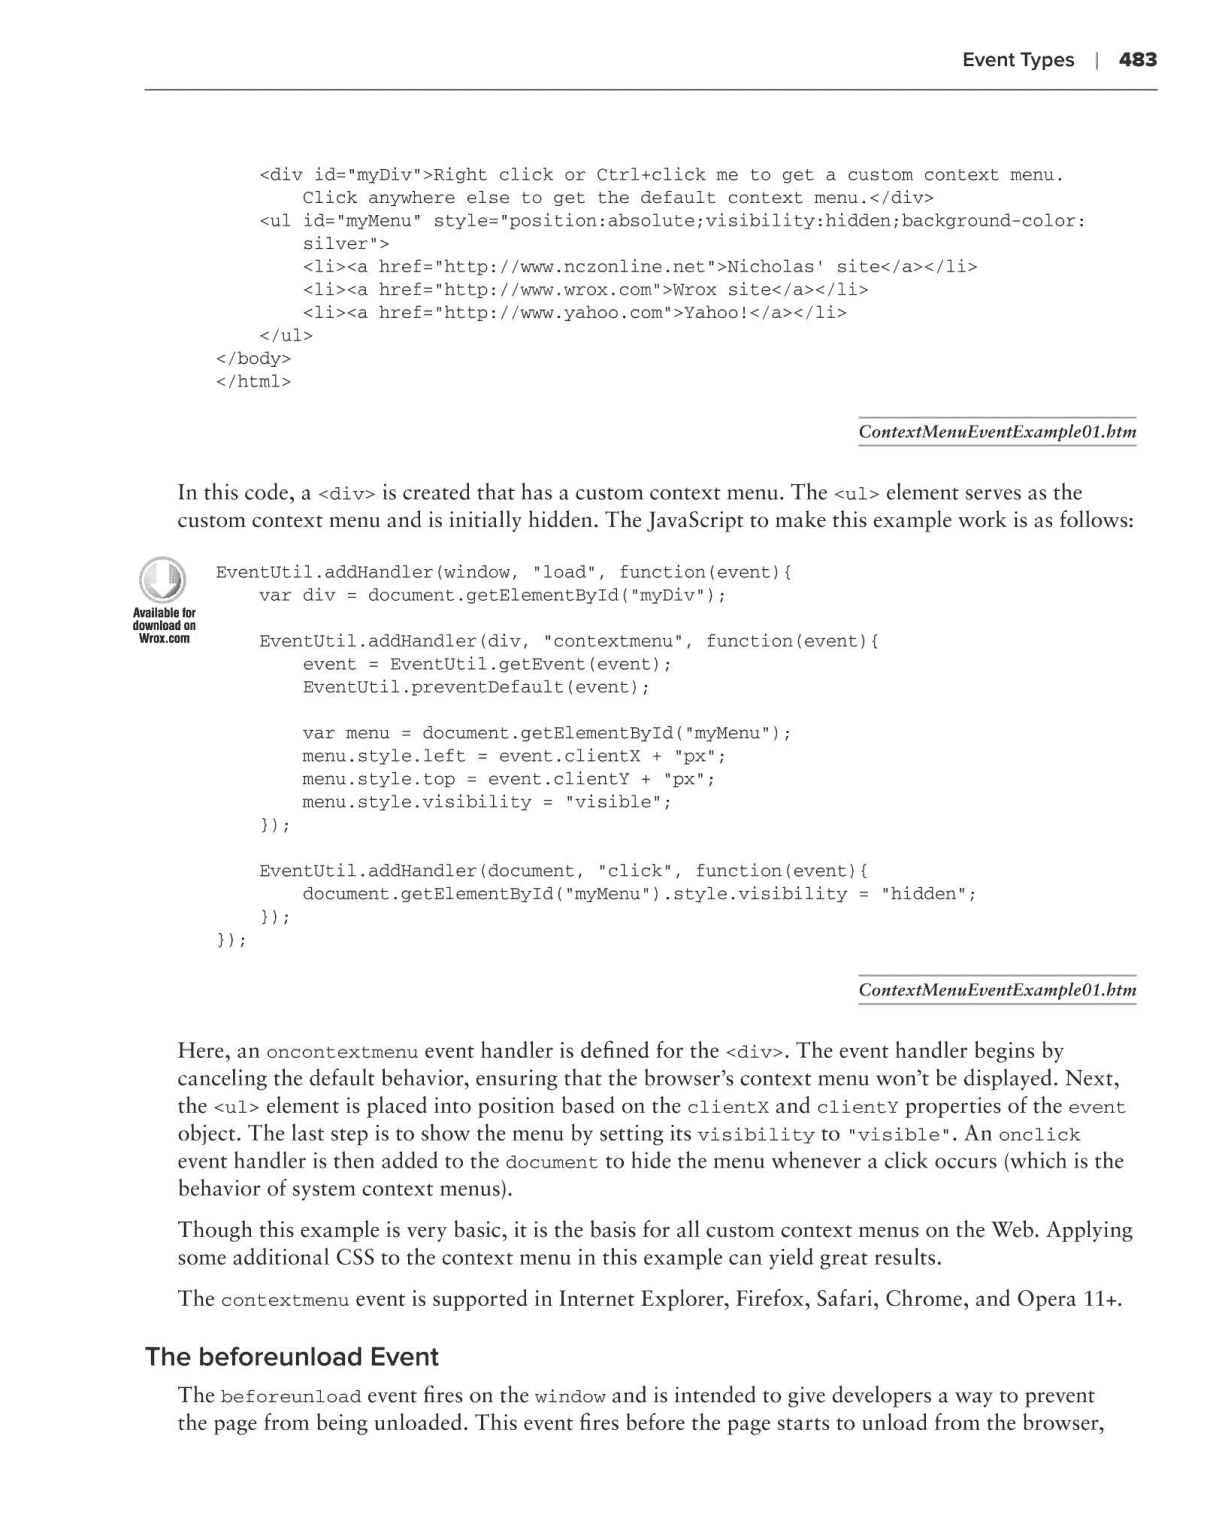 Event Types | 483
<div id="myDiv">Right click or Ctrl+click me to get a custom context menu.
Click anywhere else to get the default context menu.</div>
<ul id="myMenu" style="position:absolute;visibility:hidden;background-color:
silver">
<li><a href="http://www.nczonline.net">Nicholas' site</a></li>
<li><a href="http://www.wrox.com">Wrox site</a></li>
<li><a href="http://www.yahoo.com">Yahoo!</a></li>
</ul>
</body>
</html>
ContextMenuEventExample01.htm
In this code, a <div> is created that has a custom context menu. The <ul> element serves as the
custom context menu and is initially hidden. The JavaScript to make this example work is as follows:
Available for
download on
Wrox.com
EventUtil.addHandler(window, "load", function(event){
var div = document.getElementById("myDiv");
EventUtil.addHandler(div, "contextmenu", function(event){
event = EventUtil.getEvent(event);
EventUtil.preventDefault(event);
var menu = document.getElementById("myMenu");
menu.style.left = event.clientX + "px";
menu.style.top = event.clientY + "px";
menu.style.visibility = "visible";
});
EventUtil.addHandler(document, "click", function(event){
document.getElementById("myMenu").style.visibility = "hidden";
});
});
ContextMenuEventExample01.htm
Here, an oncontextmenu event handler is defined for the <div>. The event handler begins by
canceling the default behavior, ensuring that the browser's context menu won't be displayed. Next,
the <ul> element is placed into position based on the clientX and clientY properties of the event
object. The last step is to show the menu by setting its visibility to "visible". An onclick
event handler is then added to the document to hide the menu whenever a click occurs (which is the
behavior of system context menus).
Though this example is very basic, it is the basis for all custom context menus on the Web. Applying
some additional CSS to the context menu in this example can yield great results.
The contextmenu event is supported in Internet Explorer, Firefox, Safari, Chrome, and Opera 11+.
The beforeunload Event
The beforeunload event fires on the window and is intended to give developers a way to prevent
the page from being unloaded. This event fires before the page starts to unload from the browser,